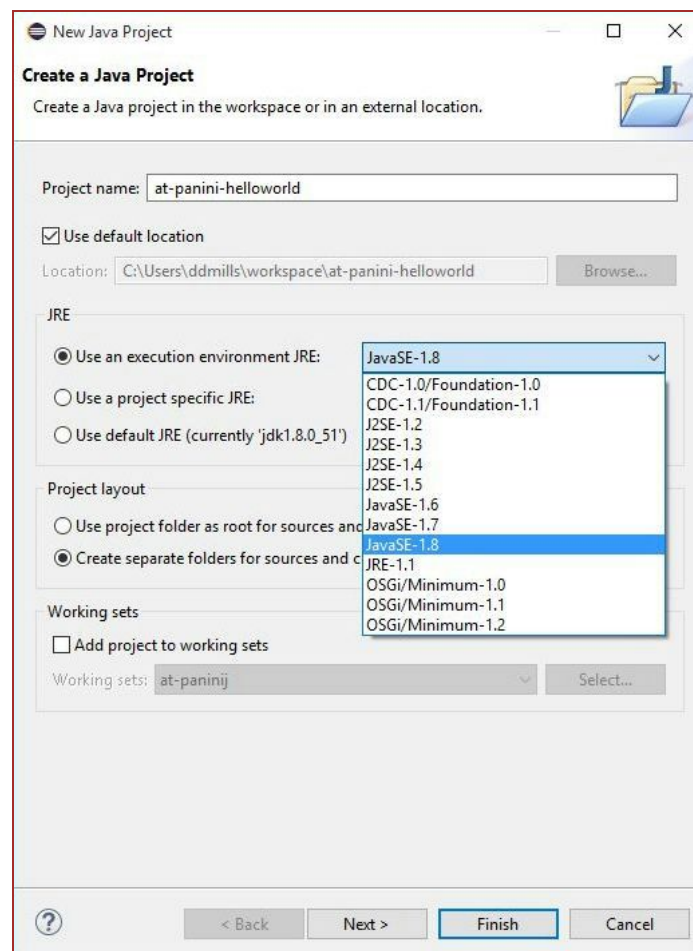 New Java Project
Create a Java Project
Create a Java project in the workspace or in an external location.
Project name: at-panini-helloworld
Use default location
Location: C:\Users\ddmills\workspace\at-panini-helloworld Browse...
JRE
Use an execution environment JRE: JavaSE-1.8
CDC-1.0/Foundation-1.0
CDC-1.1/Foundation-1.1
Use a project specific JRE:
J2SE-1.2
J2SE-1.3
Use default JRE (currently 'jdk1.8.0_51')
J2SE-1.4
J2SE-1.5
Project layout
JavaSE-1.6
Use project folder as root for sources and JavaSE-1.7
JavaSE-1.8
Create separate folders for sources and c
JRE-1.1
OSGi/Minimum-1.0
OSGi/Minimum-1.1
Working sets
OSGi/Minimum-1.2
Add project to working sets
Working sets: at-paninij Select...
? < Back Next > Finish Cancel